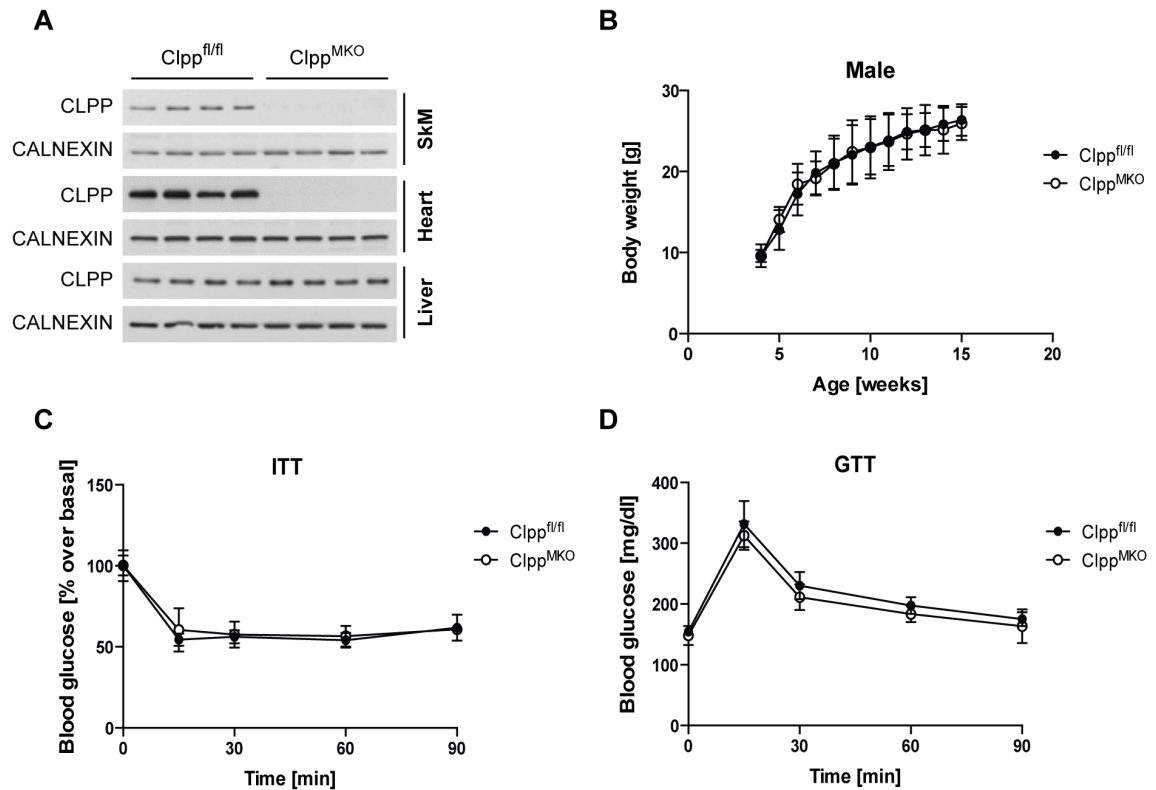 A
Clpp^fl/fl Clpp^MKO
CLPP
CALNEXIN
SkM
CLPP
CALNEXIN
Heart
CLPP
CALNEXIN
Liver
B
Male
30
20
10
0
0 5 10 15 20
Body weight [g]
Age [weeks]
Clpp^fl/fl
Clpp^MKO
C
ITT
150
100
50
0
0 30 60 90
Blood glucose [% over basal]
Time [min]
Clpp^fl/fl
Clpp^MKO
D
GTT
400
300
200
100
0
0 30 60 90
Blood glucose [mg/dl]
Time [min]
Clpp^fl/fl
Clpp^MKO